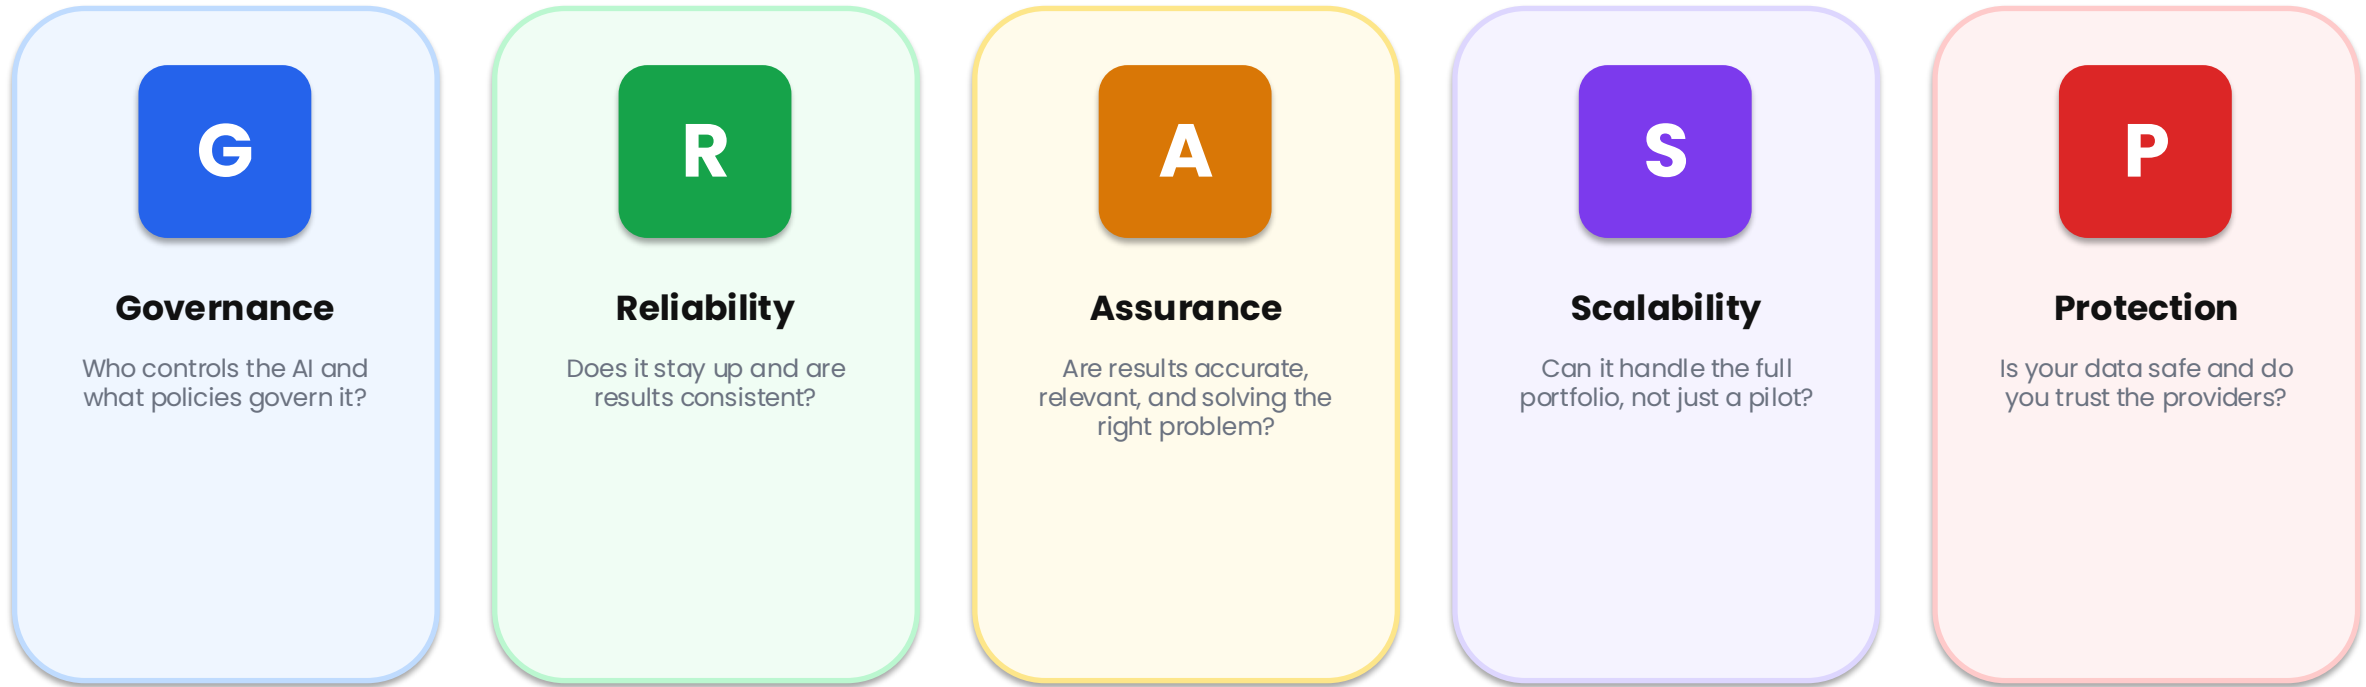 G
Governance
Who controls the AI and
what policies govern it?
R
Reliability
Does it stay up and are
results consistent?
A
Assurance
Are results accurate,
relevant, and solving the
right problem?
S
Scalability
Can it handle the full
portfolio, not just a pilot?
P
Protection
Is your data safe and do
you trust the providers?